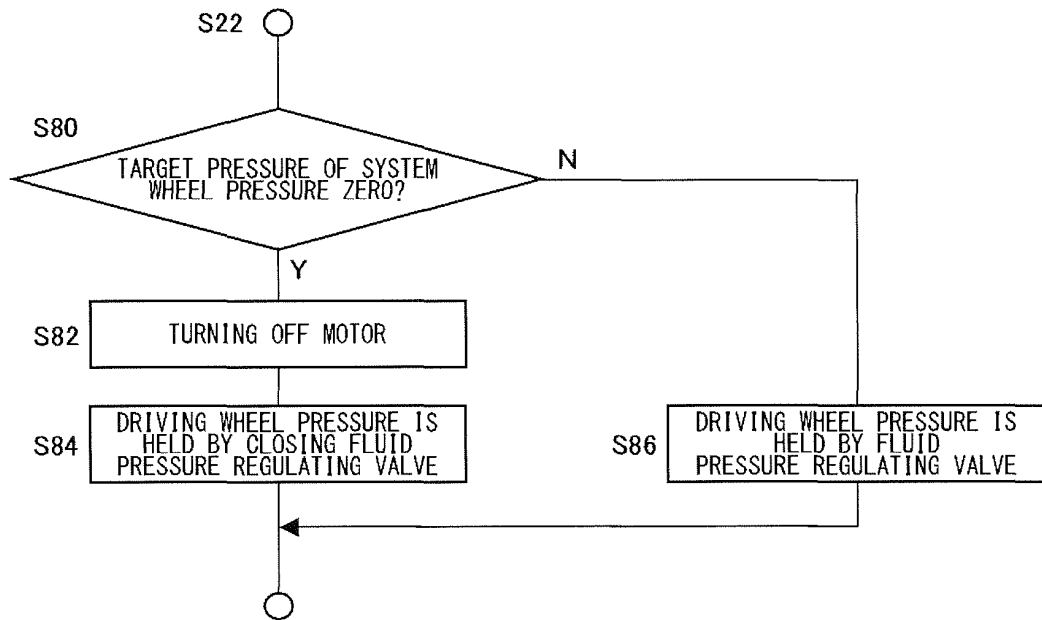 S22
S80
TARGET PRESSURE OF SYSTEM
WHEEL PRESSURE ZERO?
N
Y
S82
TURNING OFF MOTOR
S84
DRIVING WHEEL PRESSURE IS
HELD BY CLOSING FLUID
PRESSURE REGULATING VALVE
S86
DRIVING WHEEL PRESSURE IS
HELD BY FLUID
PRESSURE REGULATING VALVE